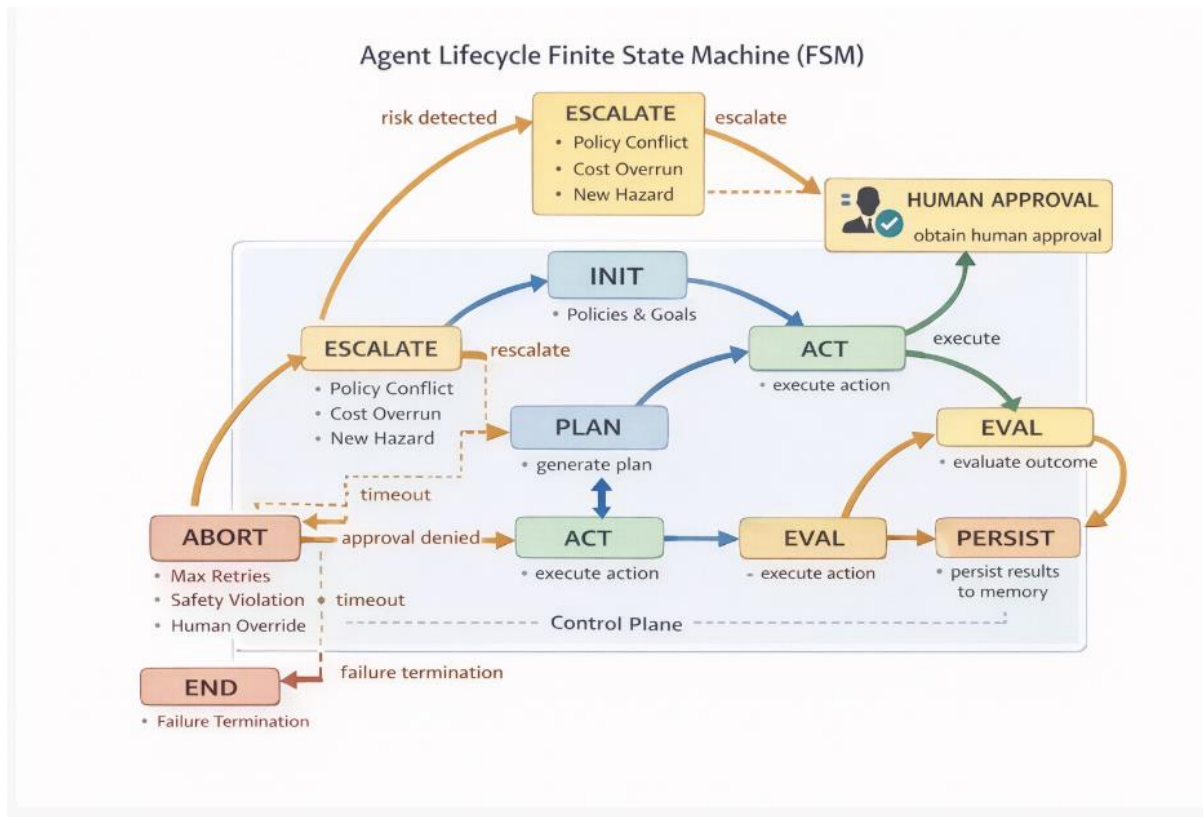 Agent Lifecycle Finite State Machine (FSM)
risk detected
ESCALATE
• Policy Conflict
• Cost Overrun
• New Hazard
escalate
HUMAN APPROVAL
obtain human approval
INIT
• Policies & Goals
ESCALATE
• Policy Conflict
• Cost Overrun
• New Hazard
rescalate
ACT
• execute action
execute
PLAN
• generate plan
EVAL
• evaluate outcome
timeout
ABORT
• Max Retries
• Safety Violation
• Human Override
approval denied
ACT
• execute action
EVAL
- execute action
PERSIST
• persist results
to memory
• timeout
Control Plane
failure termination
END
• Failure Termination